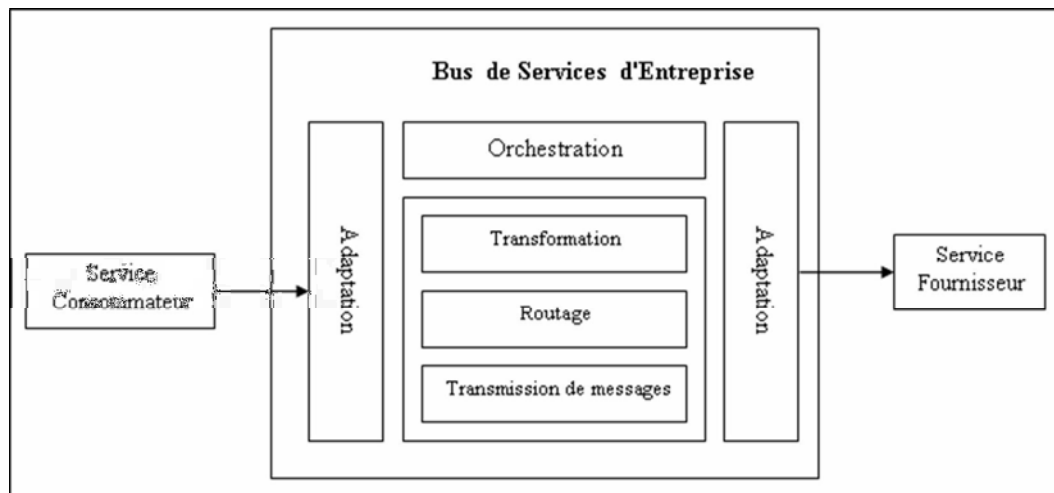 Bus de Services d'Entreprise
Orchestration
Adaptation
Transformation
Routage
Transmission de messages
Adaptation
Service
Consommateur
Service
Fournisseur